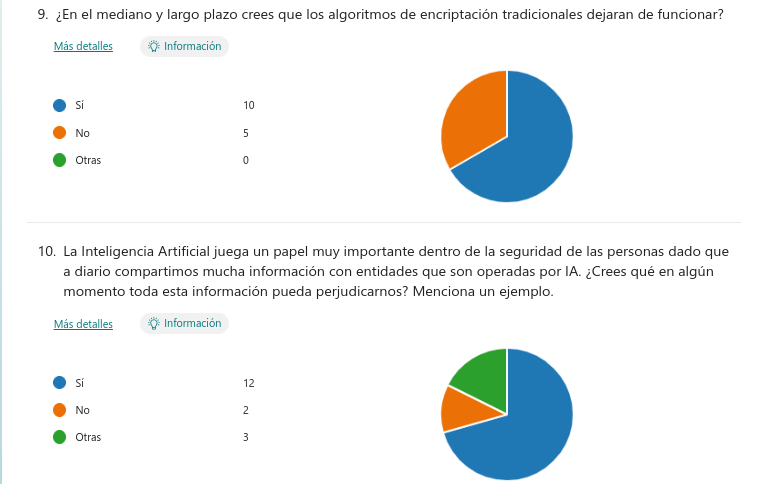 9. ¿En el mediano y largo plazo crees que los algoritmos de encriptación tradicionales dejaran de funcionar?
Más detalles
Información
Sí 10
No 5
Otras 0
10. La Inteligencia Artificial juega un papel muy importante dentro de la seguridad de las personas dado que
a diario compartimos mucha información con entidades que son operadas por IA. ¿Crees qué en algún
momento toda esta información pueda perjudicarnos? Menciona un ejemplo.
Más detalles
Información
Sí 12
No 2
Otras 3